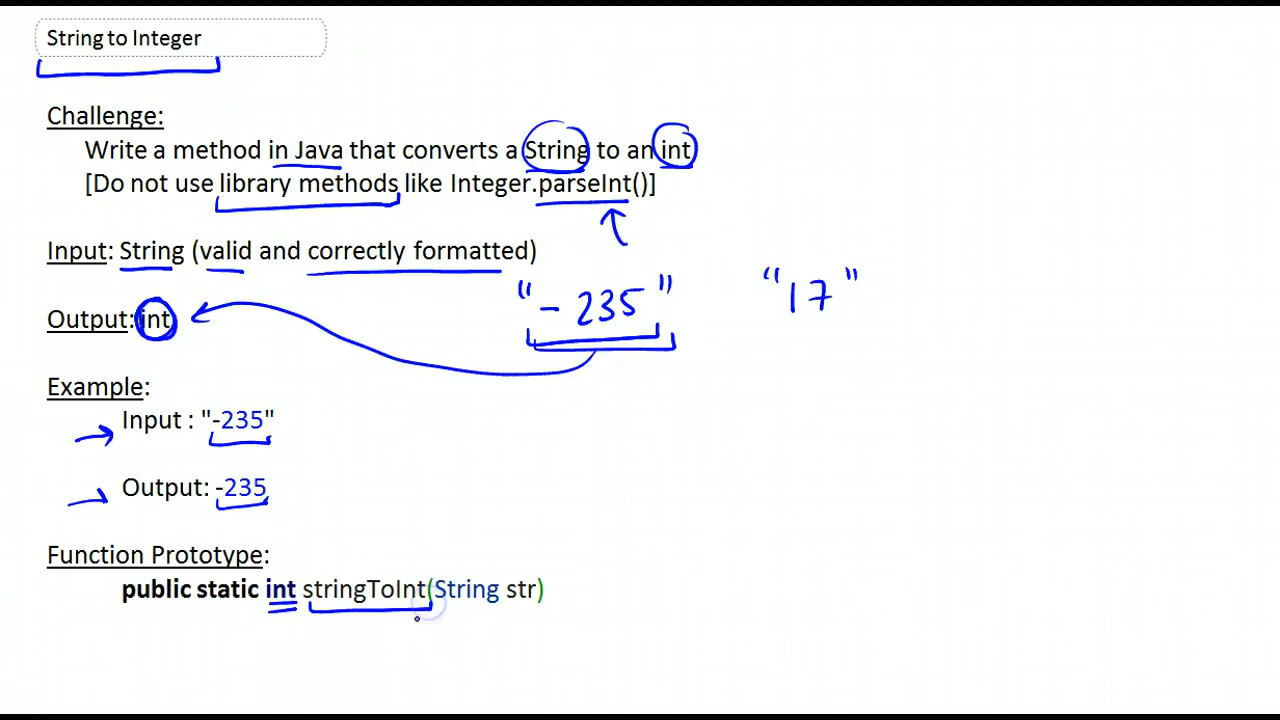 String to Integer
Challenge:
Write a method in Java that converts a String to an int
[Do not use library methods like Integer.parseInt()]
Input: String (valid and correctly formatted)
"-235" "17"
Output: int
Example:
Input : "-235"
Output: -235
Function Prototype:
public static int stringToInt(String str)